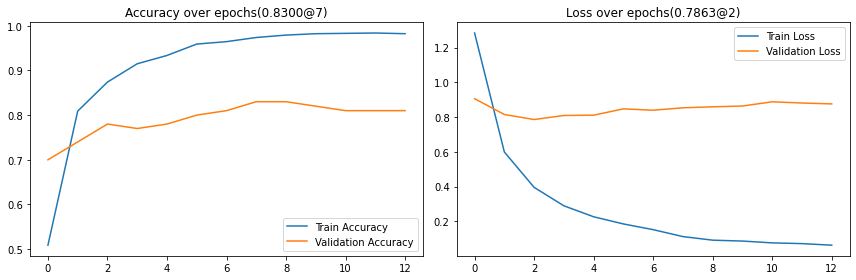 Accuracy over epochs(0.8300@7)
1.0
0.9
0.8
0.7
0.6
0.5
0 2 4 6 8 10 12
Train Accuracy
Validation Accuracy
Loss over epochs(0.7863@2)
1.2
1.0
0.8
0.6
0.4
0.2
0 2 4 6 8 10 12
Train Loss
Validation Loss